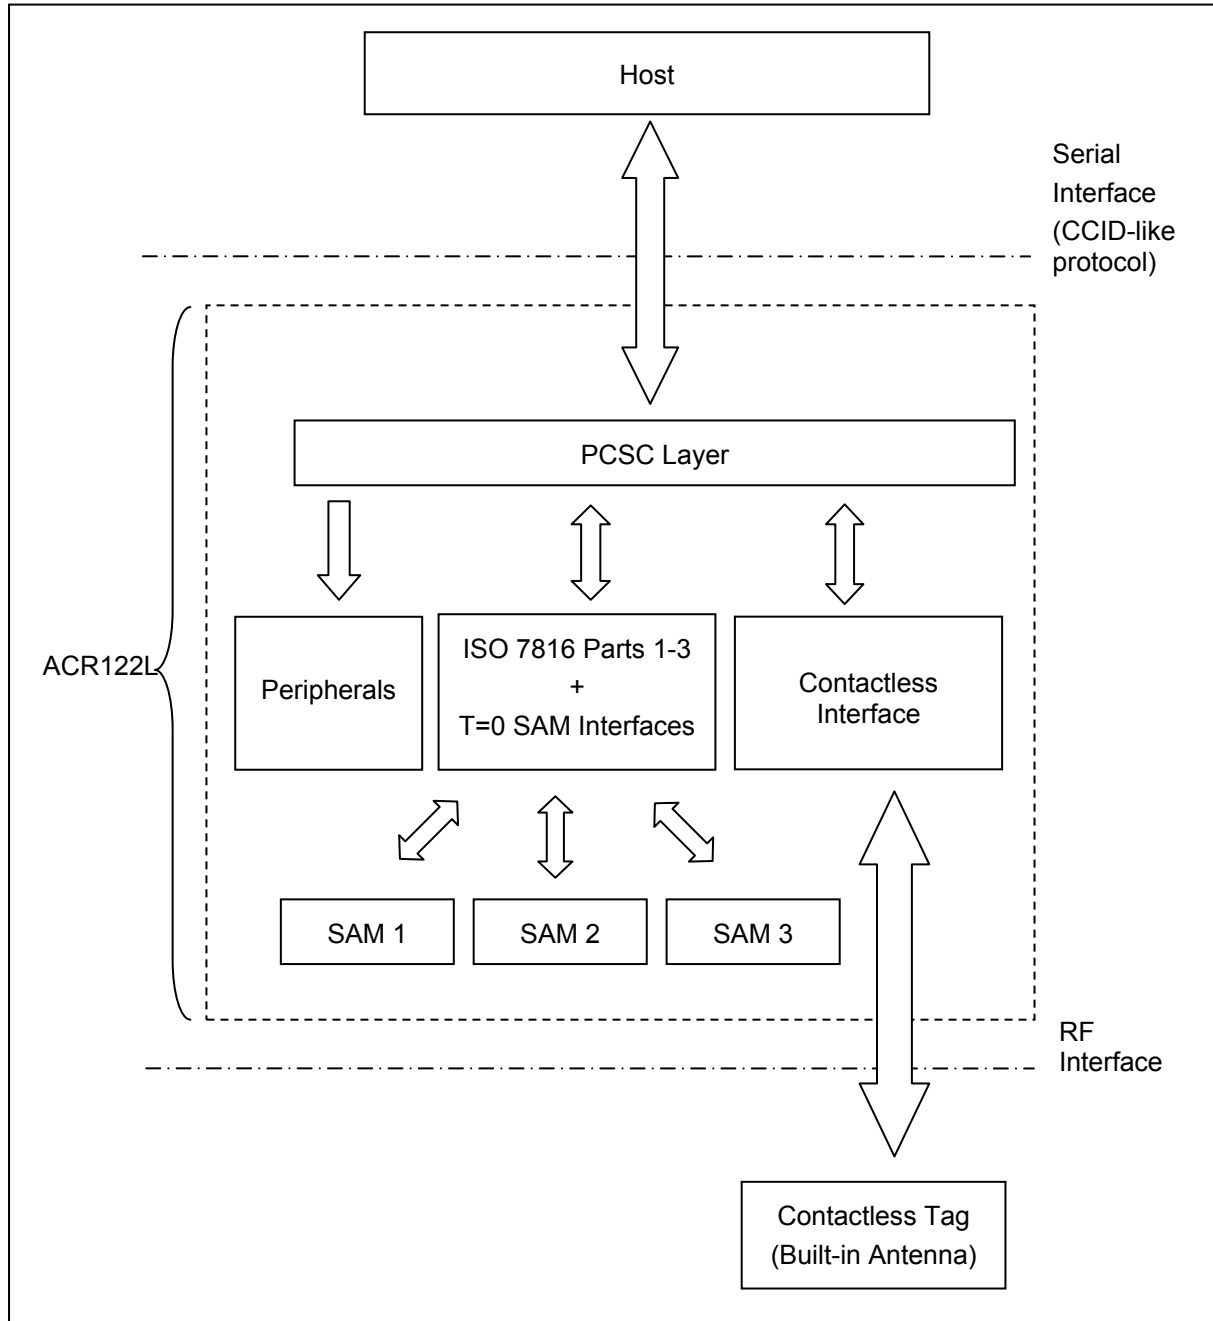 Host
Serial
Interface
(CCID-like
protocol)
PCSC Layer
ACR122L
Peripherals
ISO 7816 Parts 1-3
+
T=0 SAM Interfaces
Contactless
Interface
SAM 1
SAM 2
SAM 3
RF
Interface
Contactless Tag
(Built-in Antenna)